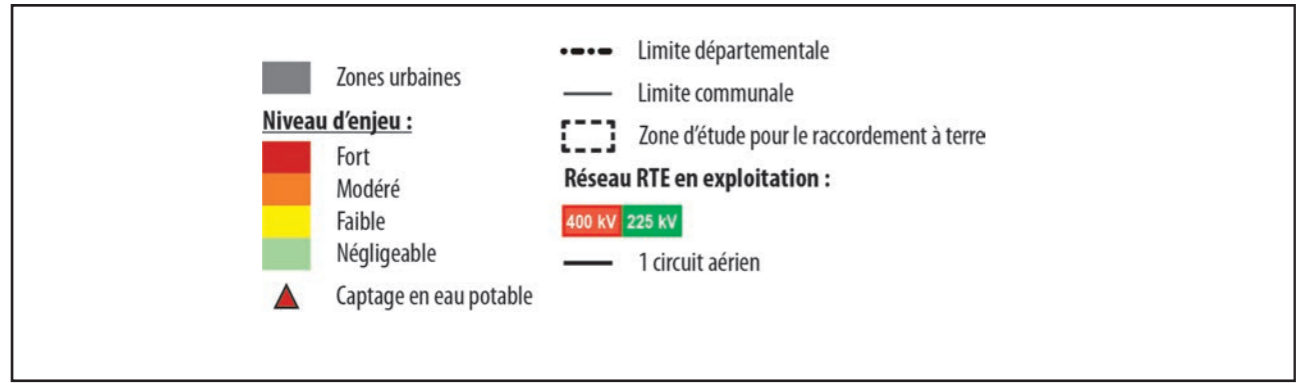 Zones urbaines
Niveau d'enjeu :
Fort
Modéré
Faible
Négligeable
Captage en eau potable
Limite départementale
Limite communale
Zone d'étude pour le raccordement à terre
Réseau RTE en exploitation :
400 kV 225 kV
1 circuit aérien